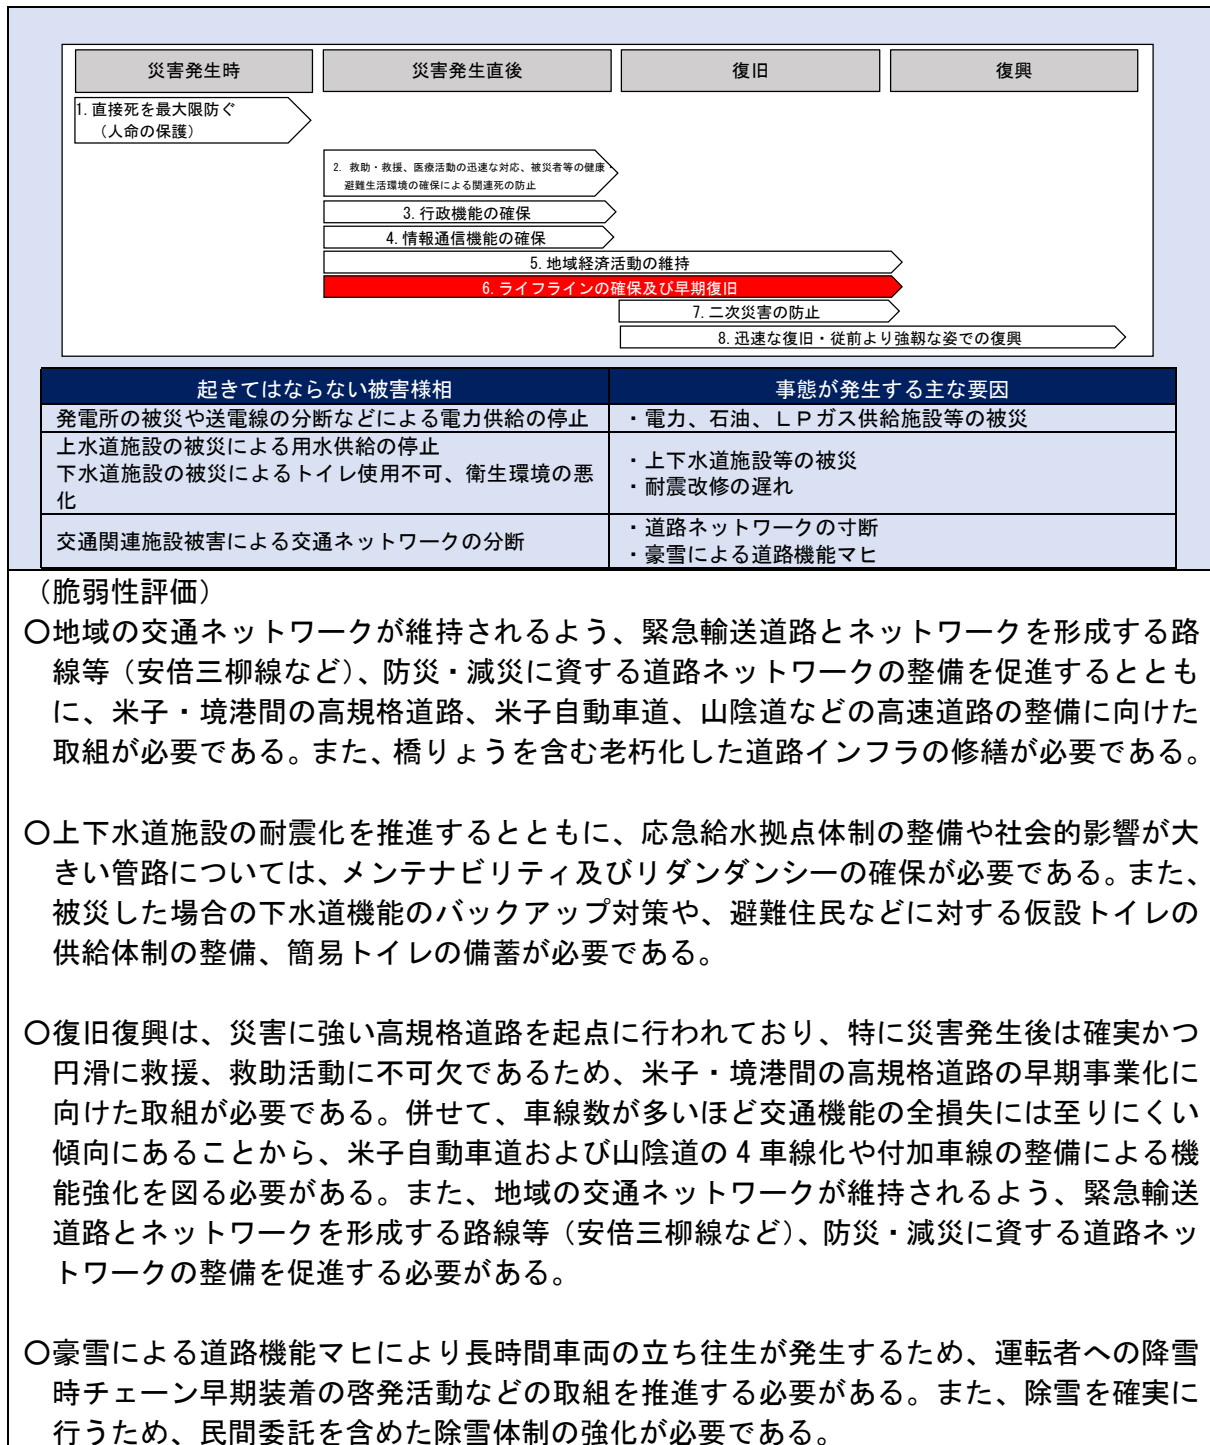 災害発生時
災害発生直後
復旧
復興
1. 直接死を最大限防ぐ
（人命の保護）
2. 救助・救援、医療活動の迅速な対応、被災者等の健康・
避難生活環境の確保による関連死の防止
3. 行政機能の確保
4. 情報通信機能の確保
5. 地域経済活動の維持
6. ライフラインの確保及び早期復旧
7. 二次災害の防止
8. 迅速な復旧・従前より強靱な姿での復興
起きてはならない被害様相
事態が発生する主な要因
発電所の被災や送電線の分断などによる電力供給の停止
・電力、石油、ＬＰガス供給施設等の被災
上水道施設の被災による用水供給の停止
下水道施設の被災によるトイレ使用不可、衛生環境の悪
化
・上下水道施設等の被災
・耐震改修の遅れ
交通関連施設被害による交通ネットワークの分断
・道路ネットワークの寸断
・豪雪による道路機能マヒ
（脆弱性評価）
〇地域の交通ネットワークが維持されるよう、緊急輸送道路とネットワークを形成する路
線等（安倍三柳線など）、防災・減災に資する道路ネットワークの整備を促進するととも
に、米子・境港間の高規格道路、米子自動車道、山陰道などの高速道路の整備に向けた
取組が必要である。また、橋りょうを含む老朽化した道路インフラの修繕が必要である。
〇上下水道施設の耐震化を推進するとともに、応急給水拠点体制の整備や社会的影響が大
きい管路については、メンテナビリティ及びリダンダンシーの確保が必要である。また、
被災した場合の下水道機能のバックアップ対策や、避難住民などに対する仮設トイレの
供給体制の整備、簡易トイレの備蓄が必要である。
〇復旧復興は、災害に強い高規格道路を起点に行われており、特に災害発生後は確実かつ
円滑に救援、救助活動に不可欠であるため、米子・境港間の高規格道路の早期事業化に
向けた取組が必要である。併せて、車線数が多いほど交通機能の全損失には至りにくい
傾向にあることから、米子自動車道および山陰道の４車線化や付加車線の整備による機
能強化を図る必要がある。また、地域の交通ネットワークが維持されるよう、緊急輸送
道路とネットワークを形成する路線等（安倍三柳線など）、防災・減災に資する道路ネッ
トワークの整備を促進する必要がある。
〇豪雪による道路機能マヒにより長時間車両の立ち往生が発生するため、運転者への降雪
時チェーン早期装着の啓発活動などの取組を推進する必要がある。また、除雪を確実に
行うため、民間委託を含めた除雪体制の強化が必要である。